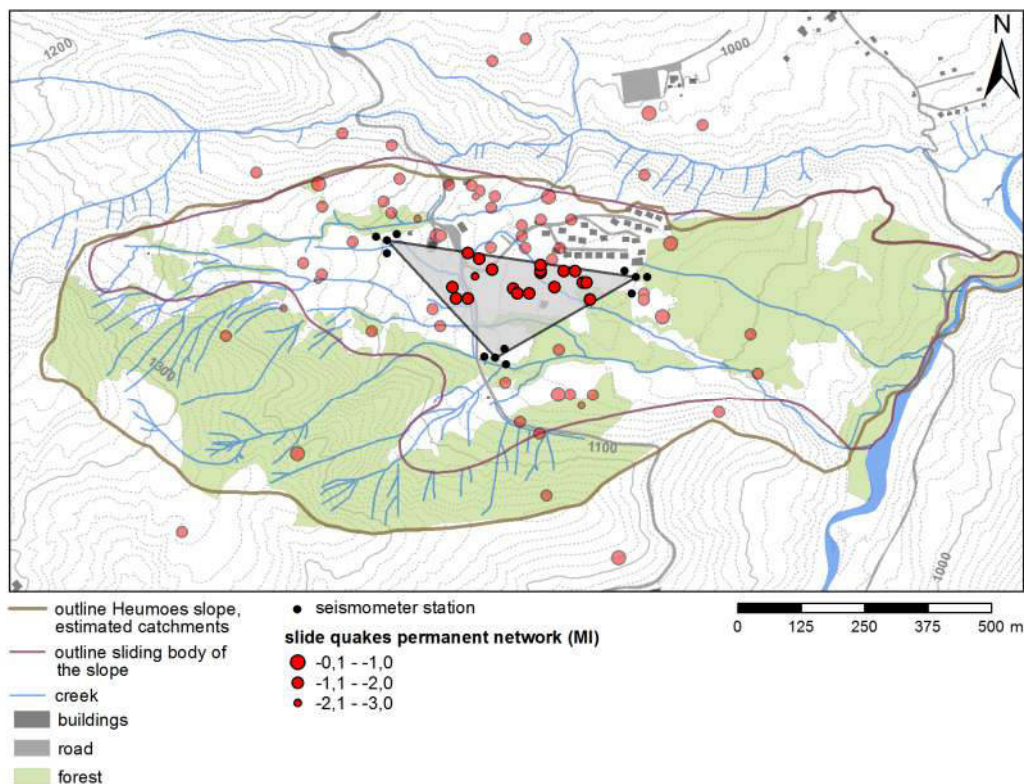 1200
1000
N
1300
1100
1000
outline Heumoes slope,
estimated catchments
outline sliding body of
the slope
creek
buildings
road
forest
seismometer station
slide quakes permanent network (Ml)
-0,1 - -1,0
-1,1 - -2,0
-2,1 - -3,0
0 125 250 375 500 m